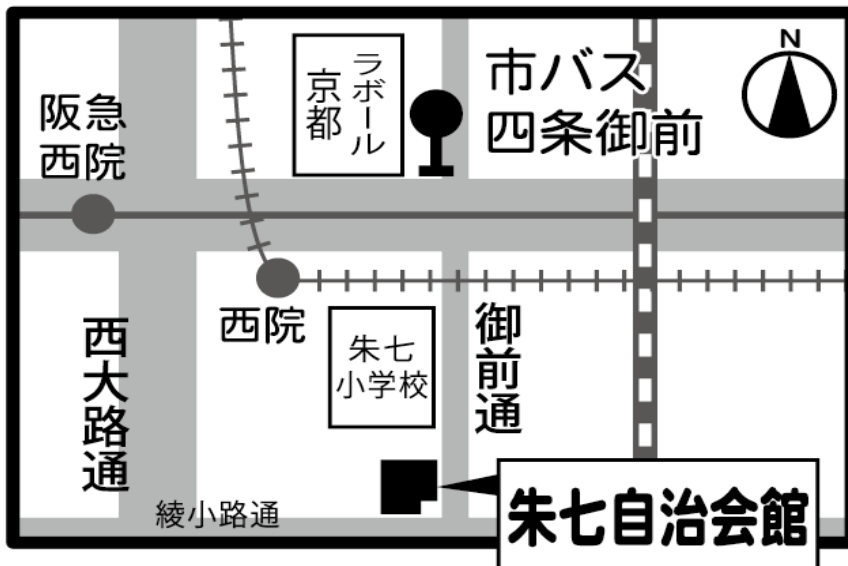 N
市バス
四条御前
ラボール
京都
阪急
西院
西院
朱七
小学校
御前通
西大路通
綾小路通
朱七自治会館